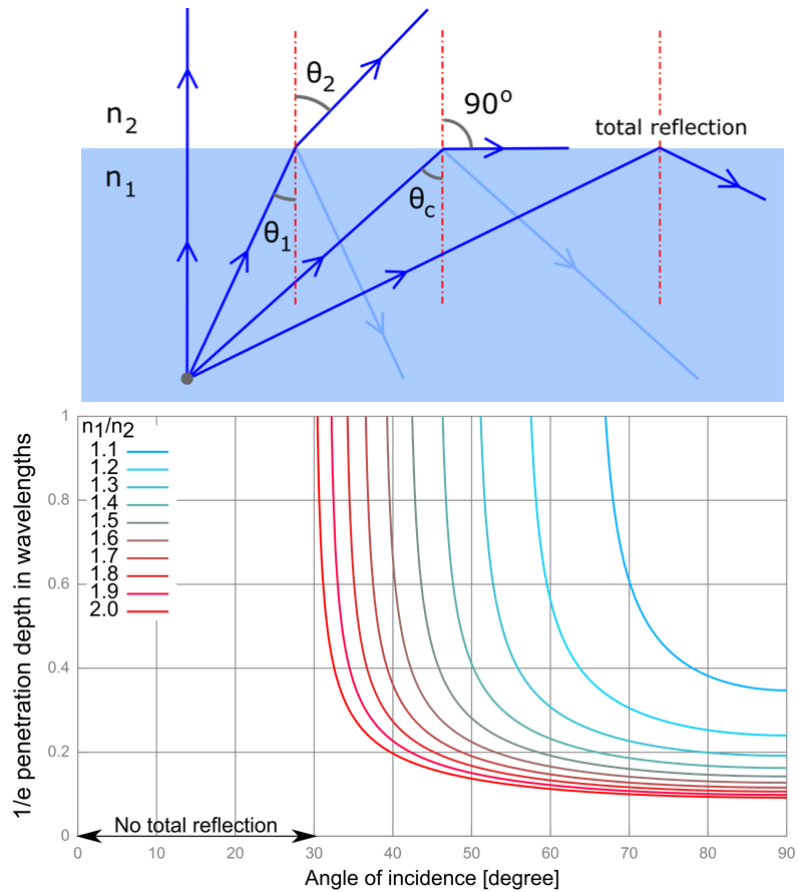 θ2
90o
n2
total reflection
n1
θc
θ1
1/e penetration depth in wavelengths
1
n1/n2
1.1
1.2
1.3
0.8
1.4
1.5
1.6
1.7
0.6
1.8
1.9
2.0
0.4
0.2
No total reflection
0
0 10 20 30 40 50 60 70 80 90
Angle of incidence [degree]